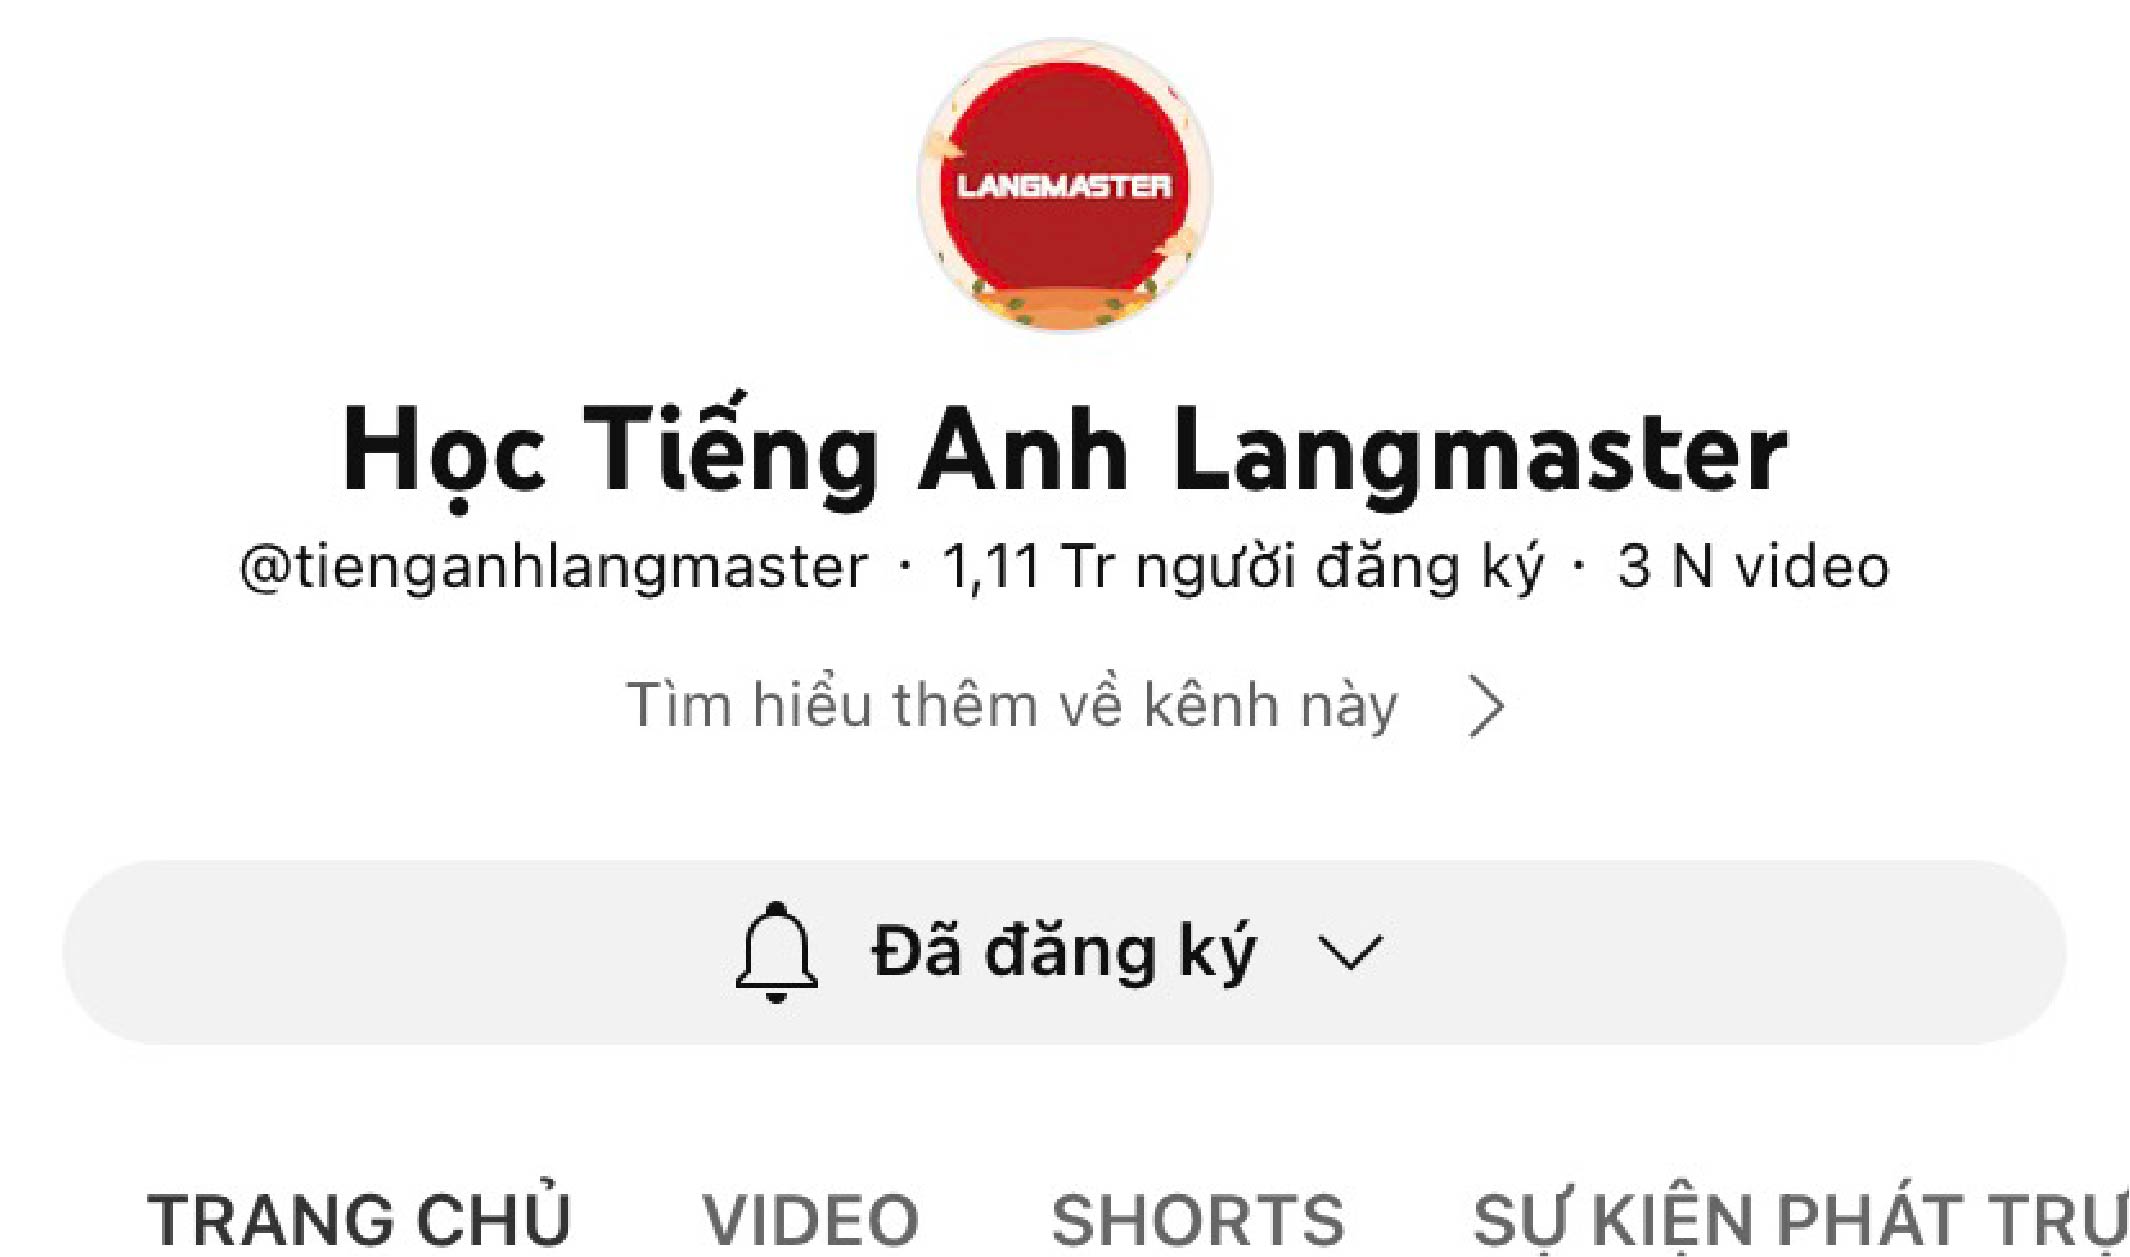 LANGMASTER
Học Tiếng Anh Langmaster
@tienganhlangmaster · 1,11 Tr người đăng ký · 3 N video
Tìm hiểu thêm về kênh này
Đã đăng ký
TRANG CHỦ VIDEO SHORTS SỰ KIỆN PHÁT TRỰ